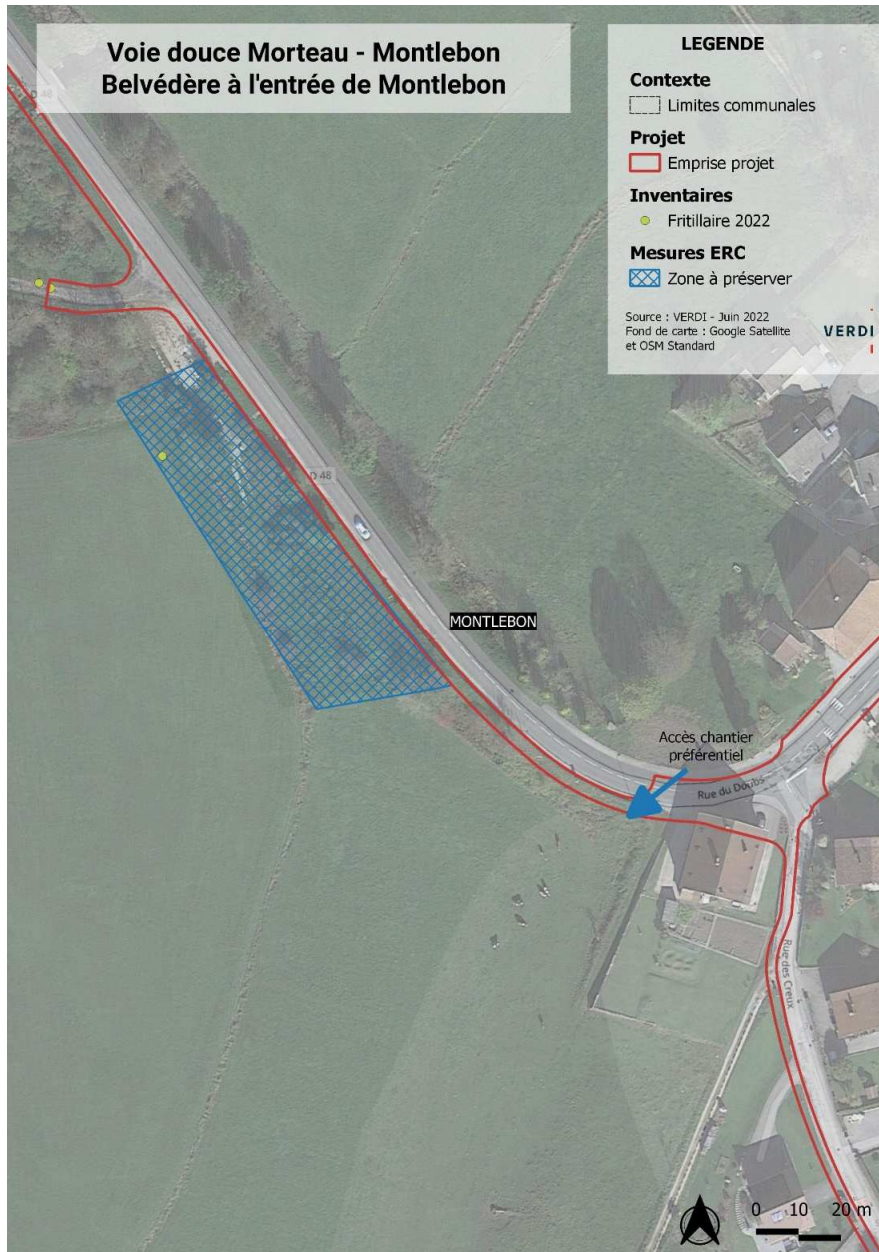 Voie douce Morteau - Montlebon
Belvédère à l'entrée de Montlebon
LEGENDE
Contexte
Limites communales
Projet
Emprise projet
Inventaires
Fritillaire 2022
Mesures ERC
Zone à préserver
Source : VERDI - Juin 2022
Fond de carte : Google Satellite
et OSM Standard
VERDI
D 48
D 48
MONTLEBON
Accès chantier
préférentiel
Rue du Doubs
Rue des Creux
0 10 20 m